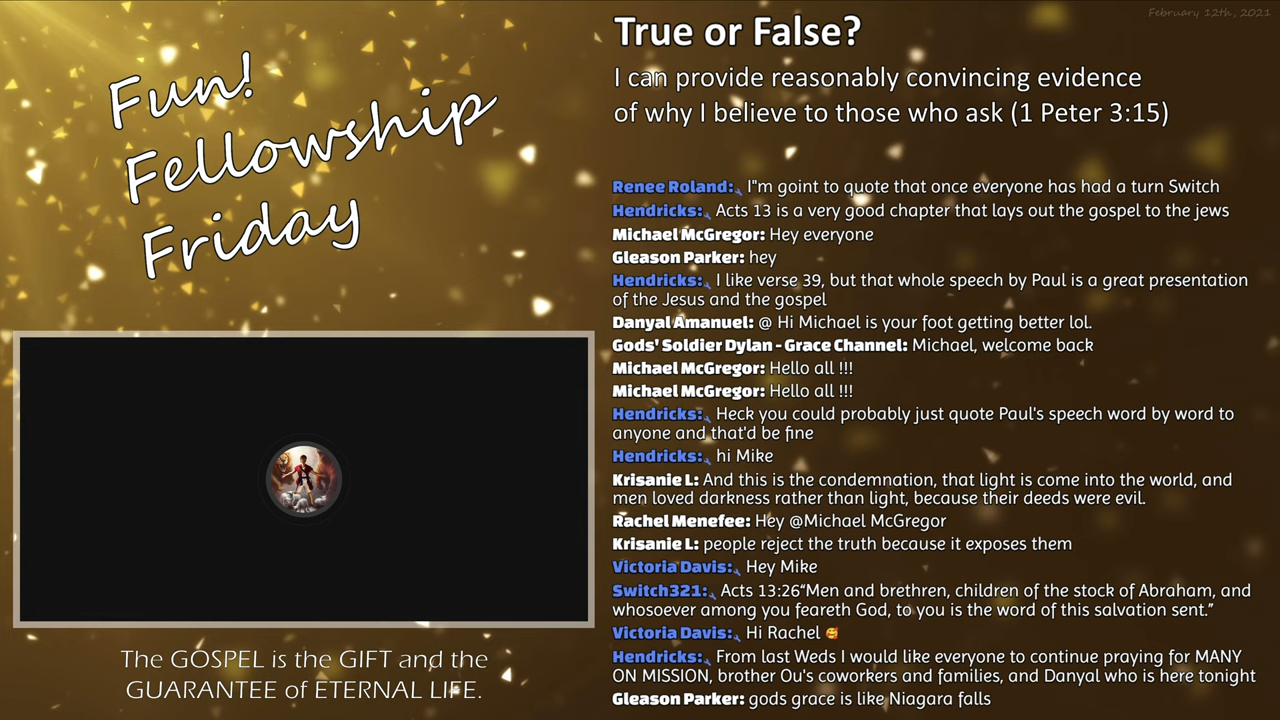 February 12th, 2021
Fun!
Fellowship
Friday
True or False?
I can provide reasonably convincing evidence
of why I believe to those who ask (1 Peter 3:15)
Renee Roland: I"m goint to quote that once everyone has had a turn Switch
Hendricks: Acts 13 is a very good chapter that lays out the gospel to the jews
Michael McGregor: Hey everyone
Gleason Parker: hey
Hendricks: I like verse 39, but that whole speech by Paul is a great presentation
of the Jesus and the gospel
Danyal Amanuel: @ Hi Michael is your foot getting better lol.
Gods' Soldier Dylan - Grace Channel: Michael, welcome back
Michael McGregor: Hello all !!!
Michael McGregor: Hello all !!!
Hendricks: Heck you could probably just quote Paul's speech word by word to
anyone and that'd be fine
Hendricks: hi Mike
Krisanie L: And this is the condemnation, that light is come into the world, and
men loved darkness rather than light, because their deeds were evil.
Rachel Menefee: Hey @Michael McGregor
Krisanie L: people reject the truth because it exposes them
Victoria Davis: Hey Mike
Switch321: Acts 13:26“Men and brethren, children of the stock of Abraham, and
whosoever among you feareth God, to you is the word of this salvation sent.”
Victoria Davis: Hi Rachel 🥰
Hendricks: From last Weds I would like everyone to continue praying for MANY
ON MISSION, brother Ou's coworkers and families, and Danyal who is here tonight
Gleason Parker: gods grace is like Niagara falls
The GOSPEL is the GIFT and the
GUARANTEE of ETERNAL LIFE.